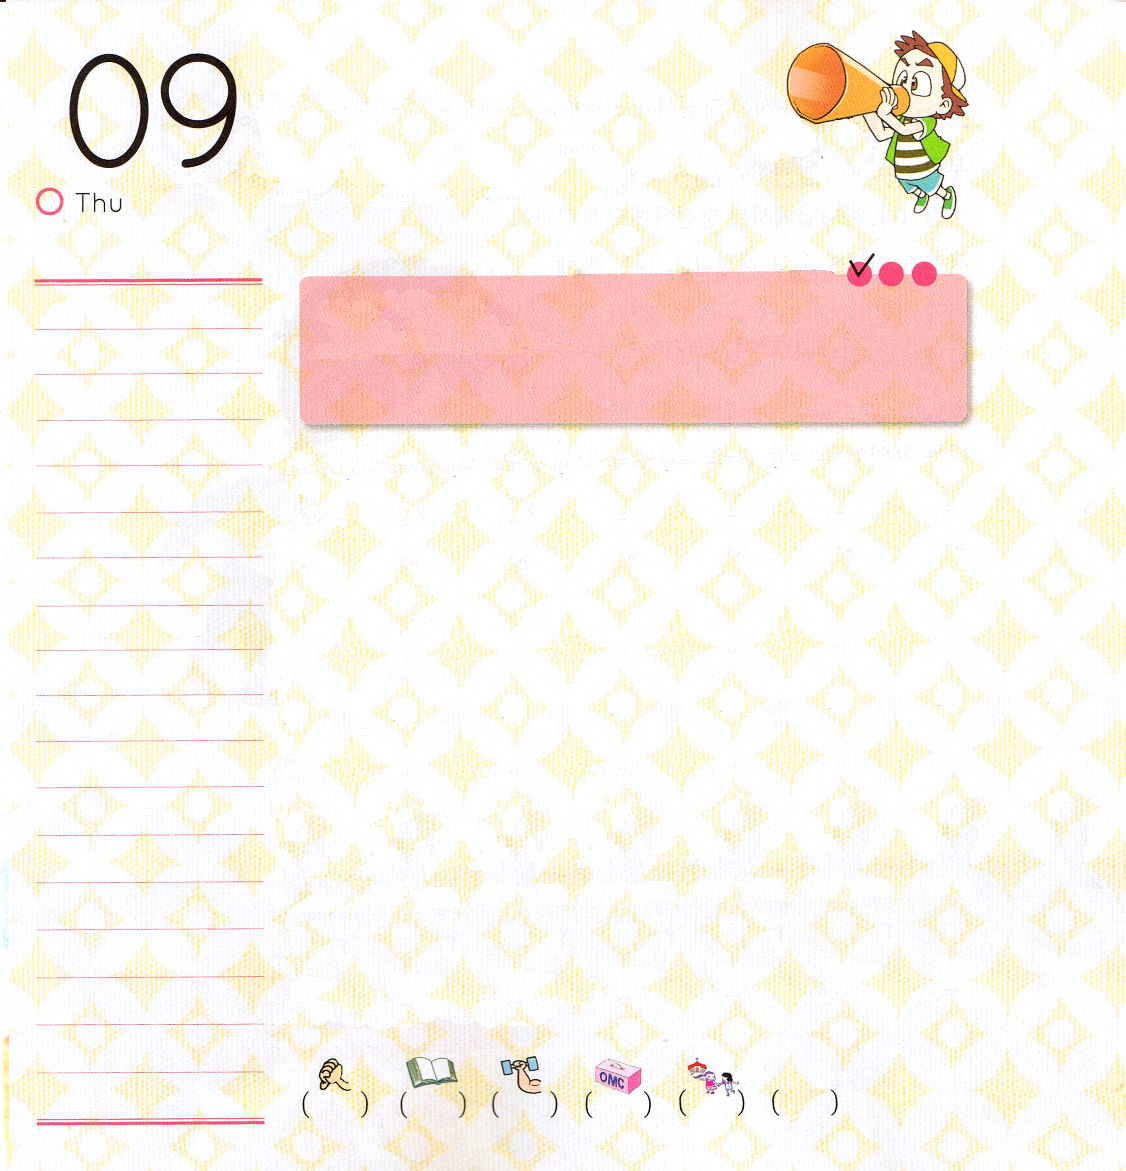 09
Thu
OMC
( ) ( ) ( ) ( ) ( ) ( )